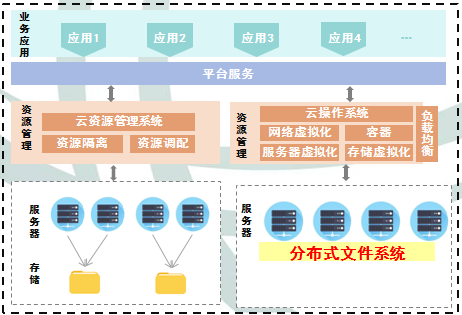 业务应用
应用1
应用2
应用3
应用4
...
平台服务
资源管理
云资源管理系统
资源隔离
资源调配
资源管理
云操作系统
网络虚拟化
容器
服务器虚拟化
存储虚拟化
负载均衡
服务器
存储
服务器
分布式文件系统